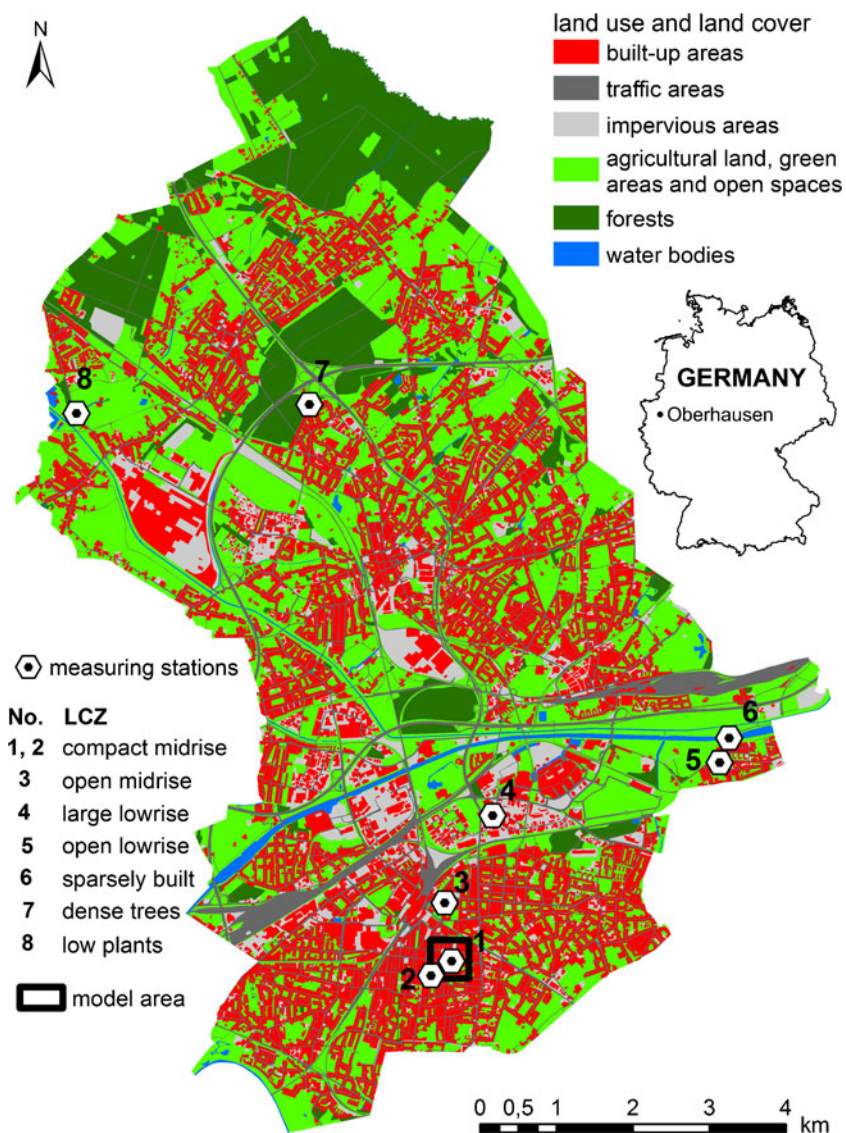 N
land use and land cover
built-up areas
traffic areas
impervious areas
agricultural land, green
areas and open spaces
forests
water bodies
GERMANY
Oberhausen
8
7
measuring stations
No. LCZ
1, 2 compact midrise
3 open midrise
4 large lowrise
5 open lowrise
6 sparsely built
7 dense trees
8 low plants
model area
6
5
4
3
1
2
0 0,5 1 2 3 4
km